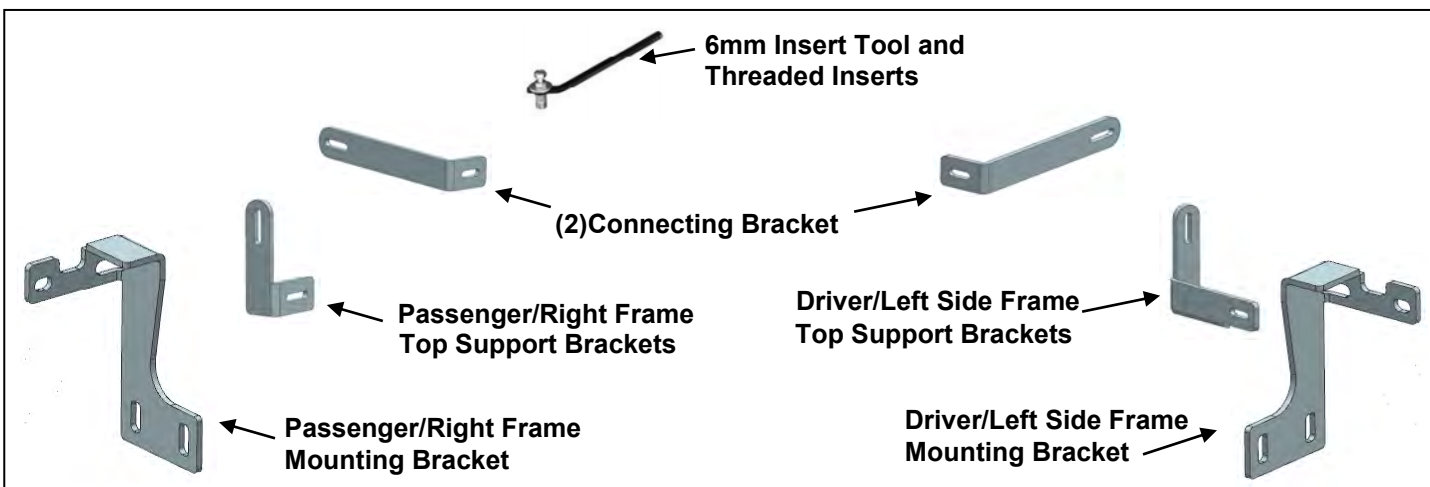 6mm Insert Tool and
Threaded Inserts
(2)Connecting Bracket
Passenger/Right Frame
Top Support Brackets
Driver/Left Side Frame
Top Support Brackets
Passenger/Right Frame
Mounting Bracket
Driver/Left Side Frame
Mounting Bracket